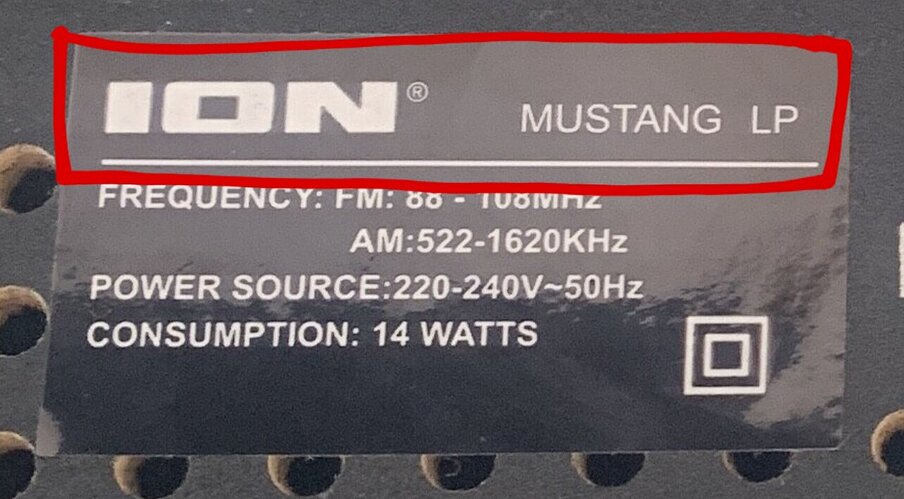 ION® MUSTANG LP
FREQUENCY: FM: 88 - 108MHz
AM:522-1620KHz
POWER SOURCE:220-240V~50Hz
CONSUMPTION: 14 WATTS